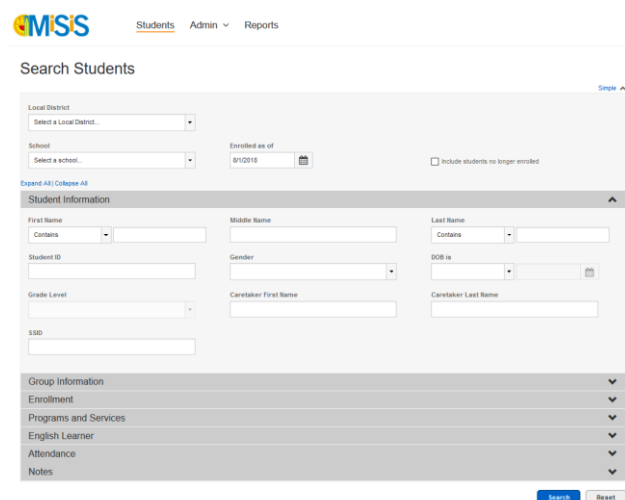 MiSiS Students Admin Reports
Search Students
Simple
Local District
Select a Local District...
School Enrolled as of
Select a school... 8/1/2018 Include students no longer enrolled
Expand All| Collapse All
Student Information
First Name Middle Name Last Name
Contains Contains
Student ID Gender DOB is
Grade Level Caretaker First Name Caretaker Last Name
SSID
Group Information
Enrollment
Programs and Services
English Learner
Attendance
Notes
Search Reset